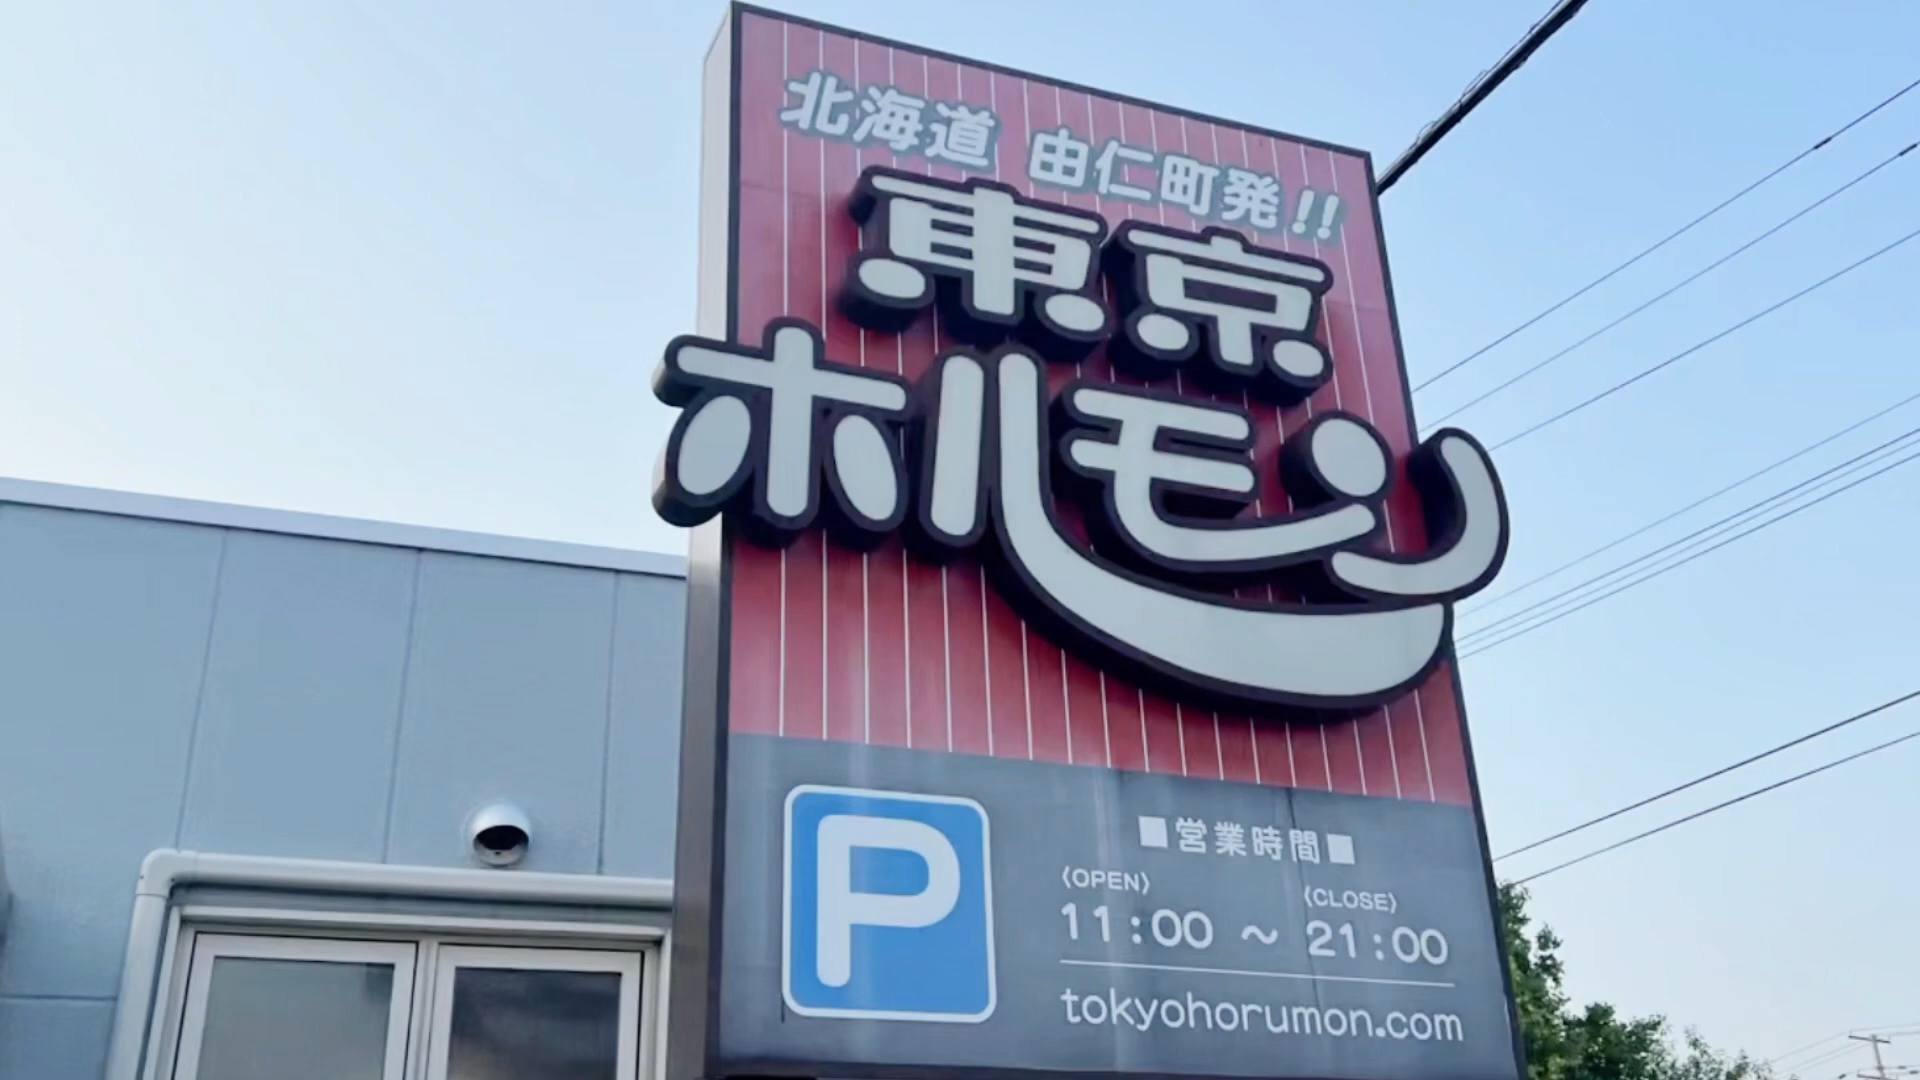 北海道 由仁町発!!
東京
ホルモン
P
■営業時間■
〈OPEN〉 〈CLOSE〉
11:00 ~ 21:00
tokyohorumon.com